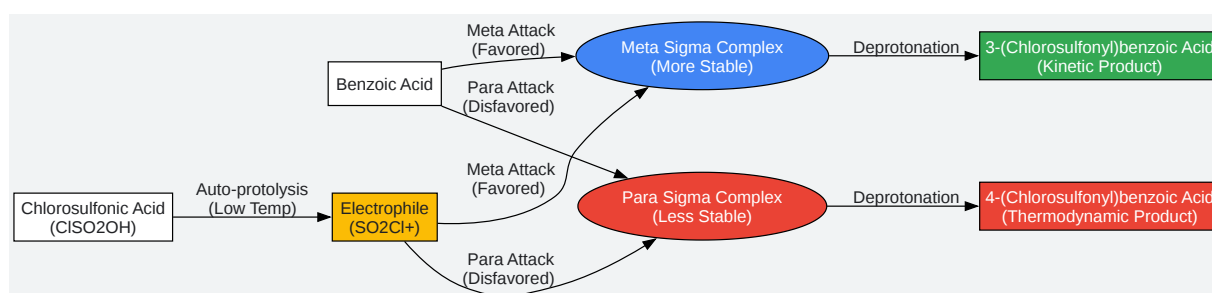 Meta Attack
(Favored)
Meta Sigma Complex
(More Stable)
Deprotonation
3-(Chlorosulfonyl)benzoic Acid
(Kinetic Product)
Benzoic Acid
Para Attack
(Disfavored)
Meta Attack
(Favored)
Chlorosulfonic Acid
(ClSO2OH)
Auto-protolysis
(Low Temp)
Electrophile
(SO2Cl+)
Para Sigma Complex
(Less Stable)
Deprotonation
4-(Chlorosulfonyl)benzoic Acid
(Thermodynamic Product)
Para Attack
(Disfavored)